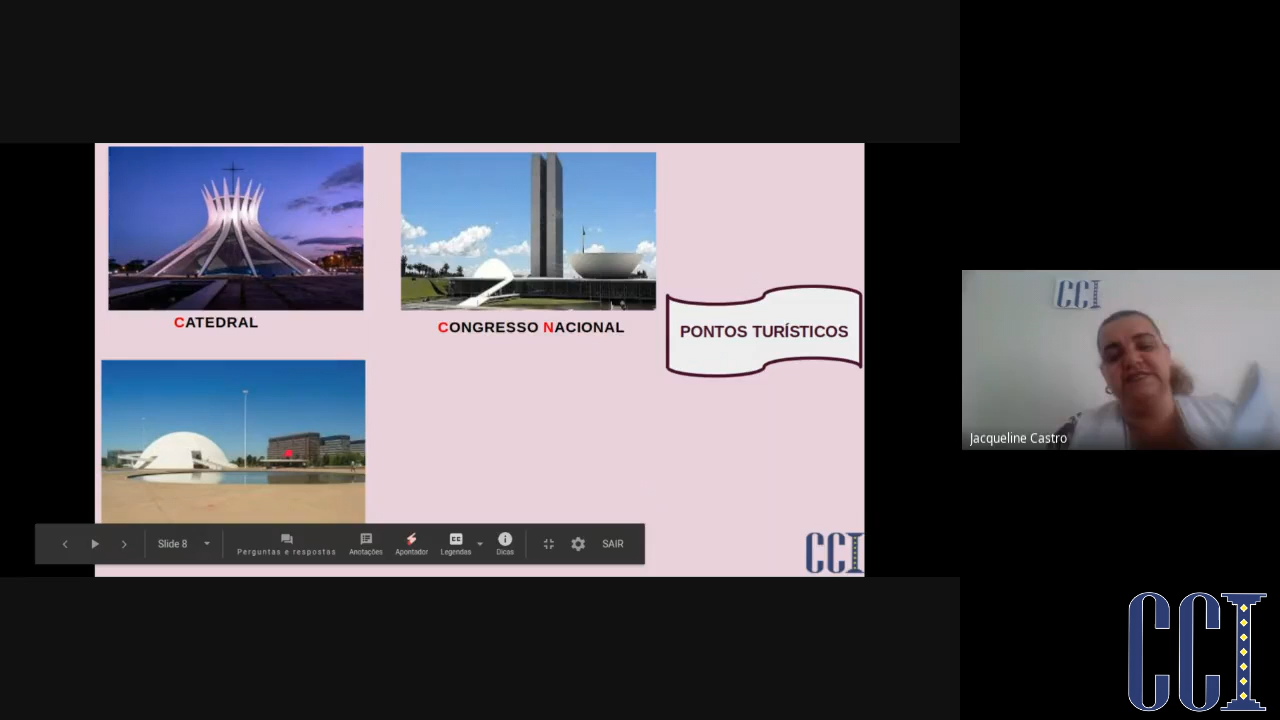 CATEDRAL
CONGRESSO NACIONAL
PONTOS TURÍSTICOS
CCI
Jacqueline Castro
Slide 8
Perguntas e respostas
Anotações
Apontador
Legendas
Dicas
SAIR
CCI
CCI